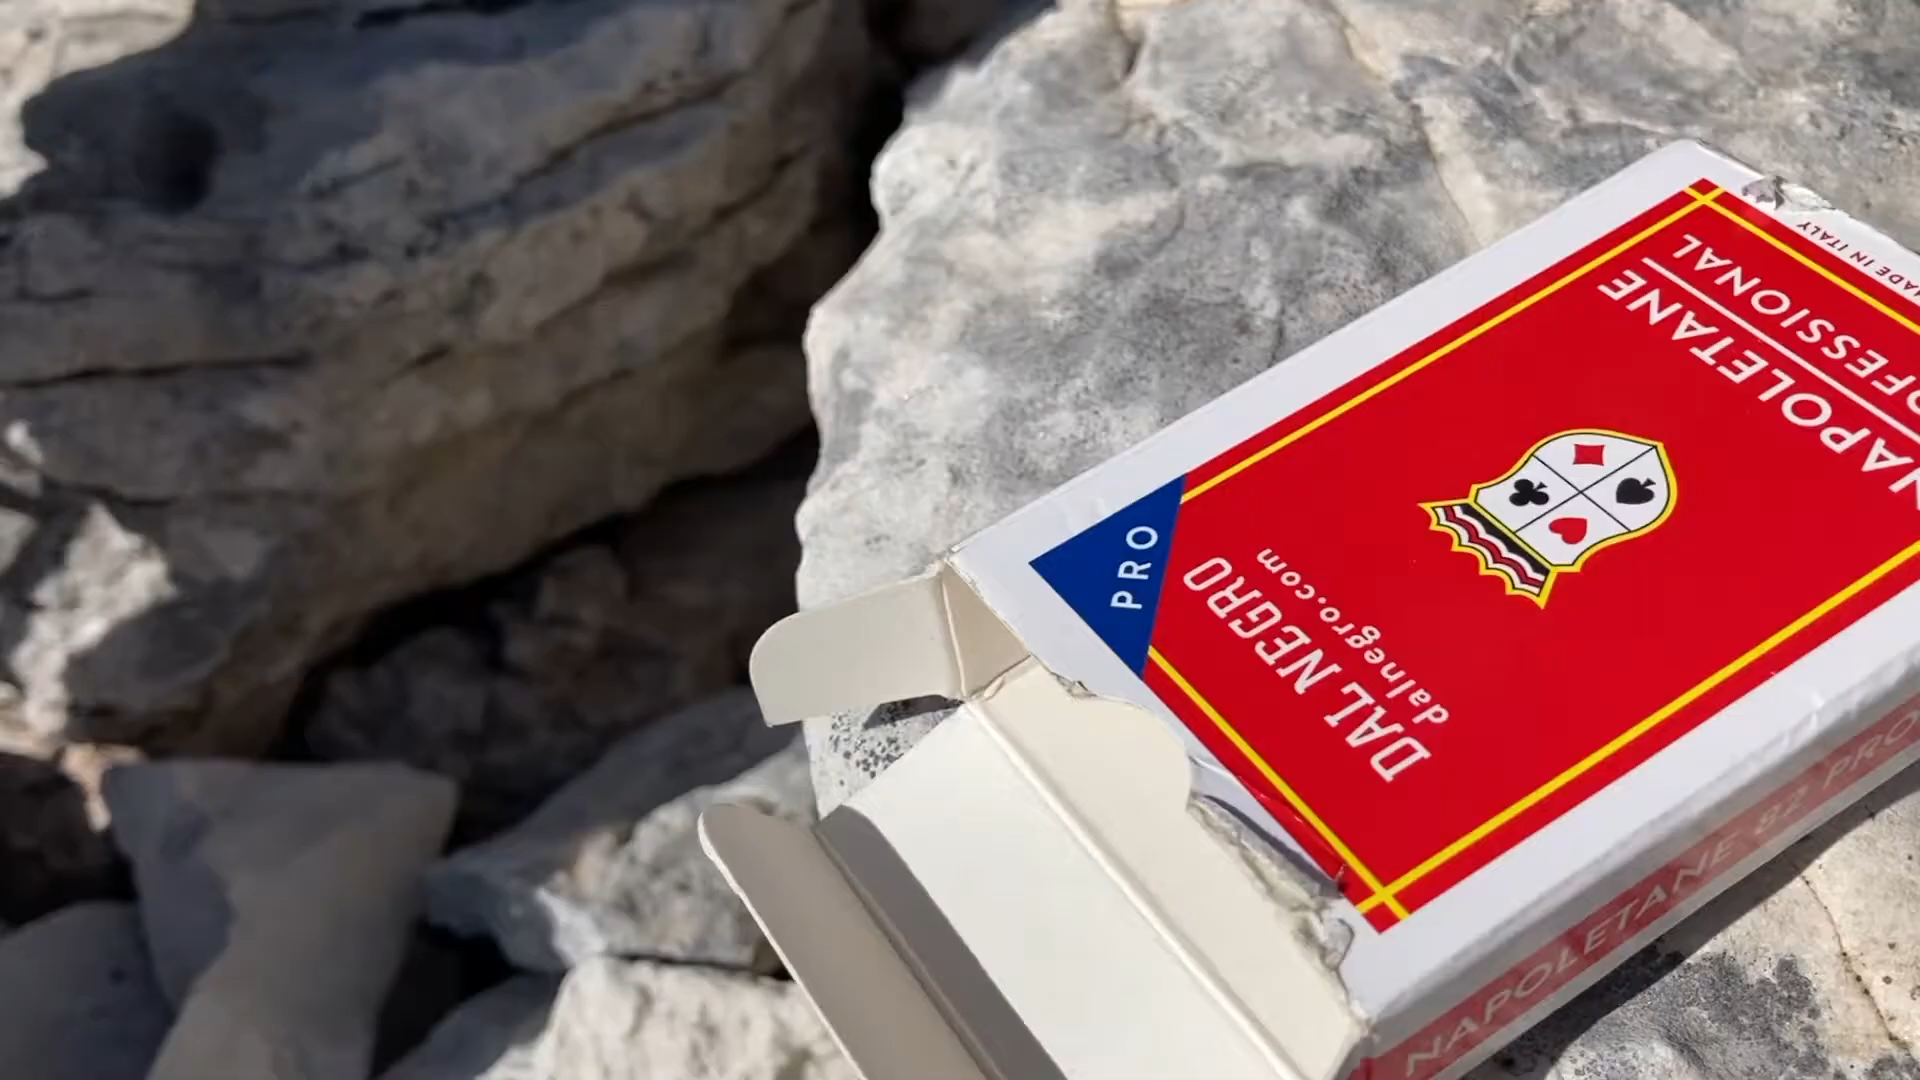 DAL NEGRO
dalnegro.com
PRO
NAPOLETANE
PROFESSIONAL
MADE IN ITALY
NAPOLETANE 82 PRO